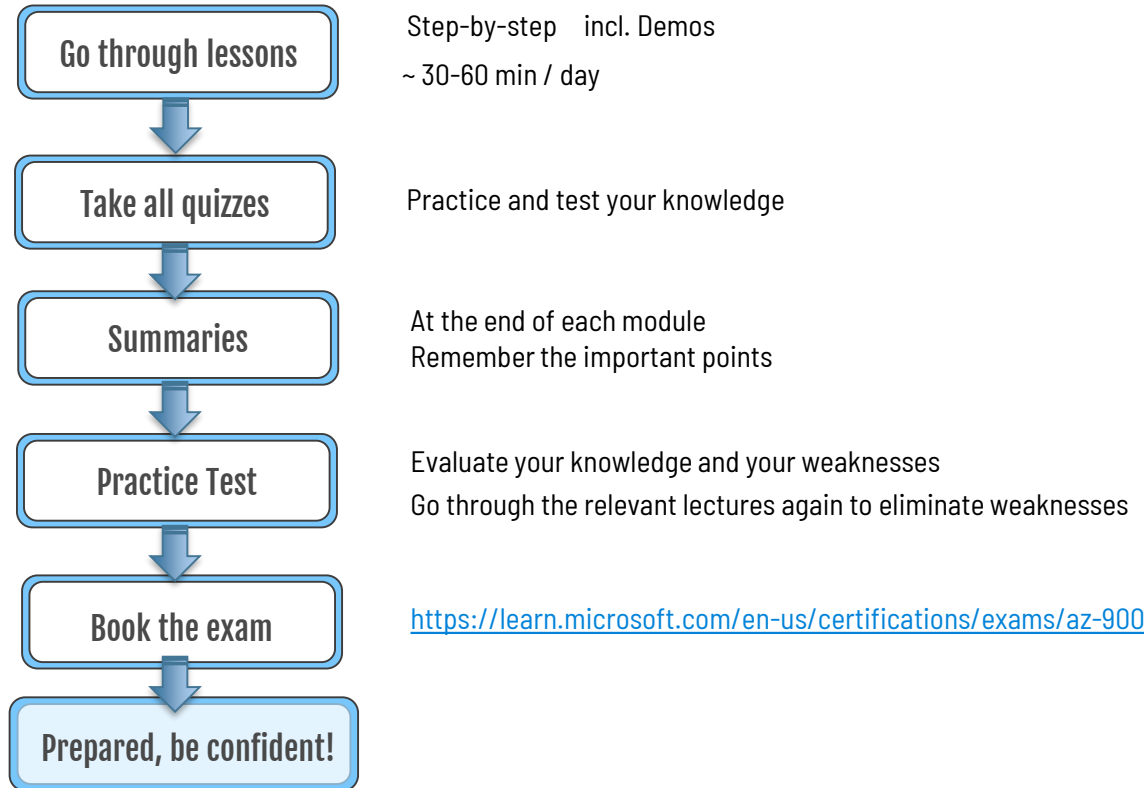 Go through lessons
Step-by-step incl. Demos
~ 30-60 min / day
Take all quizzes
Practice and test your knowledge
Summaries
At the end of each module
Remember the important points
Practice Test
Evaluate your knowledge and your weaknesses
Go through the relevant lectures again to eliminate weaknesses
Book the exam
https://learn.microsoft.com/en-us/certifications/exams/az-900
Prepared, be confident!